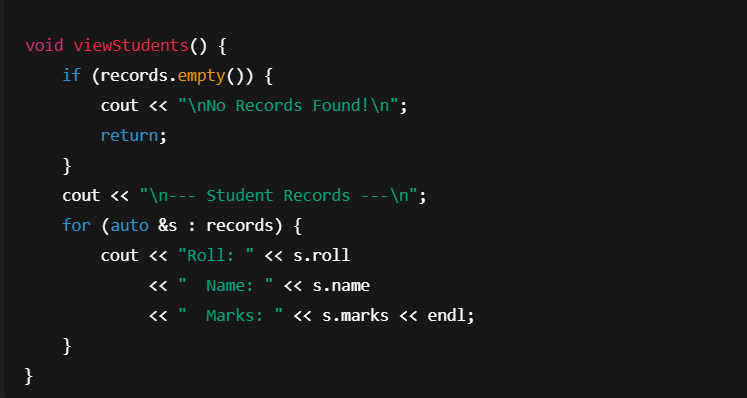 void viewStudents() {
    if (records.empty()) {
        cout << "\nNo Records Found!\n";
        return;
    }
    cout << "\n--- Student Records ---\n";
    for (auto &s : records) {
        cout << "Roll: " << s.roll
             << "  Name: " << s.name
             << "  Marks: " << s.marks << endl;
    }
}